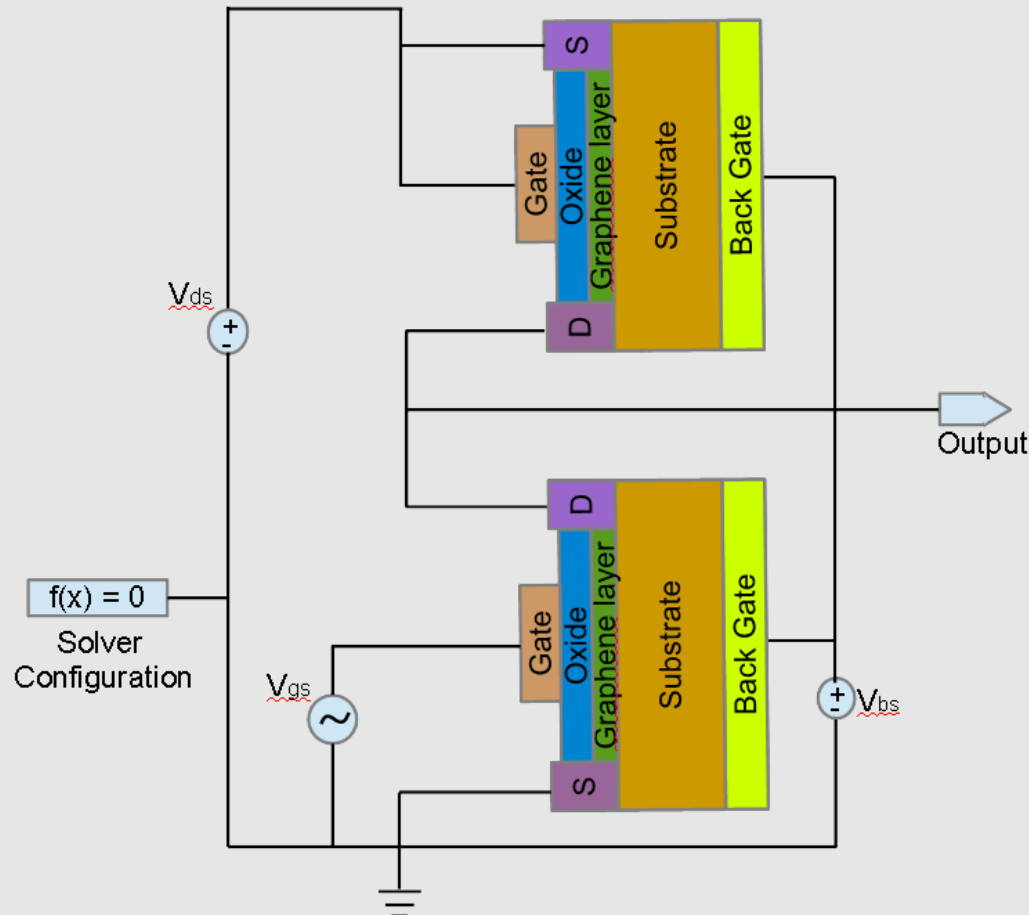 S
Gate
Oxide
Graphene layer
Substrate
Back Gate
D
Vds
+
-
Output
D
f(x) = 0
Solver
Configuration
Vgs
~
Gate
Oxide
Graphene layer
Substrate
Back Gate
+
-
Vbs
S